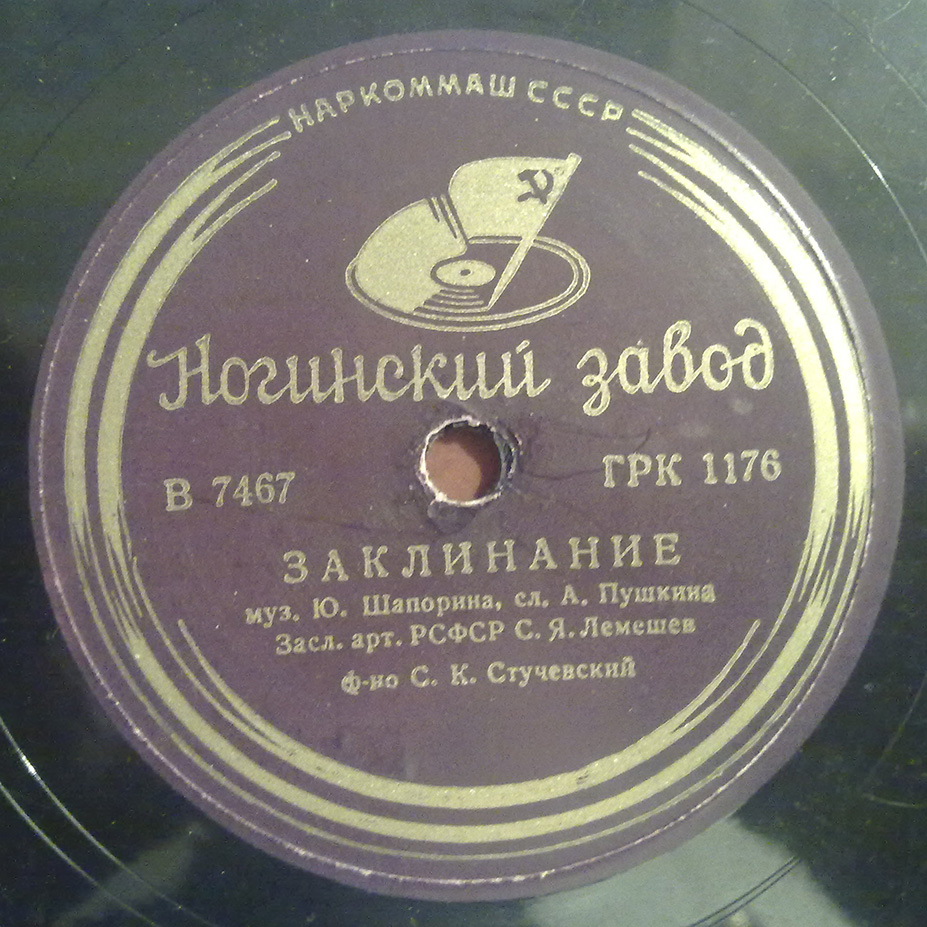 НАРКОММАШ СССР
Ногинский завод
В 7467 ГРК 1176
ЗАКЛИНАНИЕ
муз. Ю. Шапорина, сл. А. Пушкина
Засл. арт. РСФСР С. Я. Лемешев
ф-но С. К. Стучевский